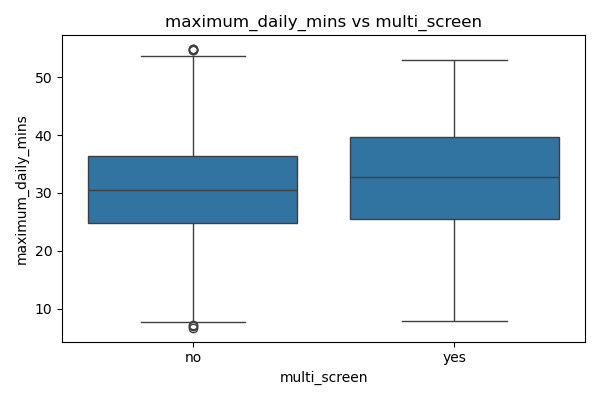 maximum_daily_mins vs multi_screen
maximum_daily_mins
50
40
30
20
10
no yes
multi_screen